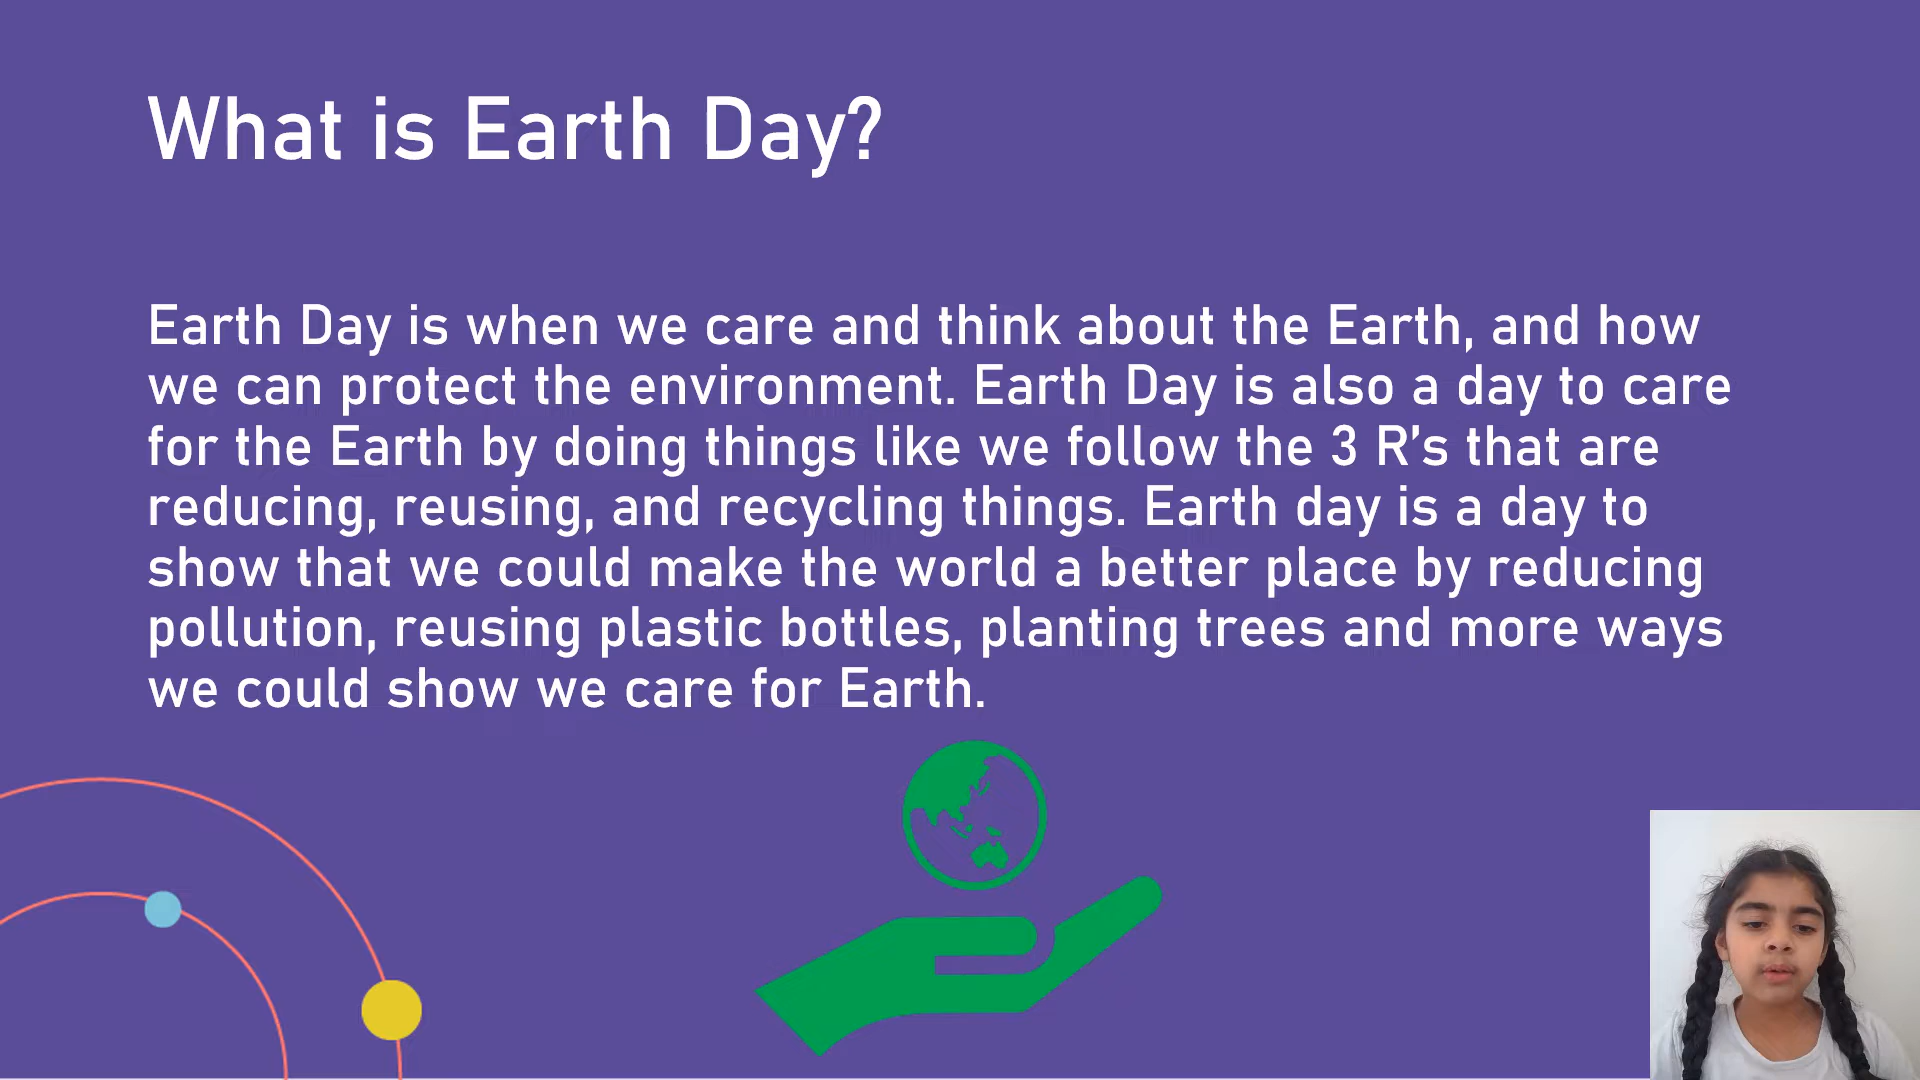 What is Earth Day?
Earth Day is when we care and think about the Earth, and how
we can protect the environment. Earth Day is also a day to care
for the Earth by doing things like we follow the 3 R’s that are
reducing, reusing, and recycling things. Earth day is a day to
show that we could make the world a better place by reducing
pollution, reusing plastic bottles, planting trees and more ways
we could show we care for Earth.